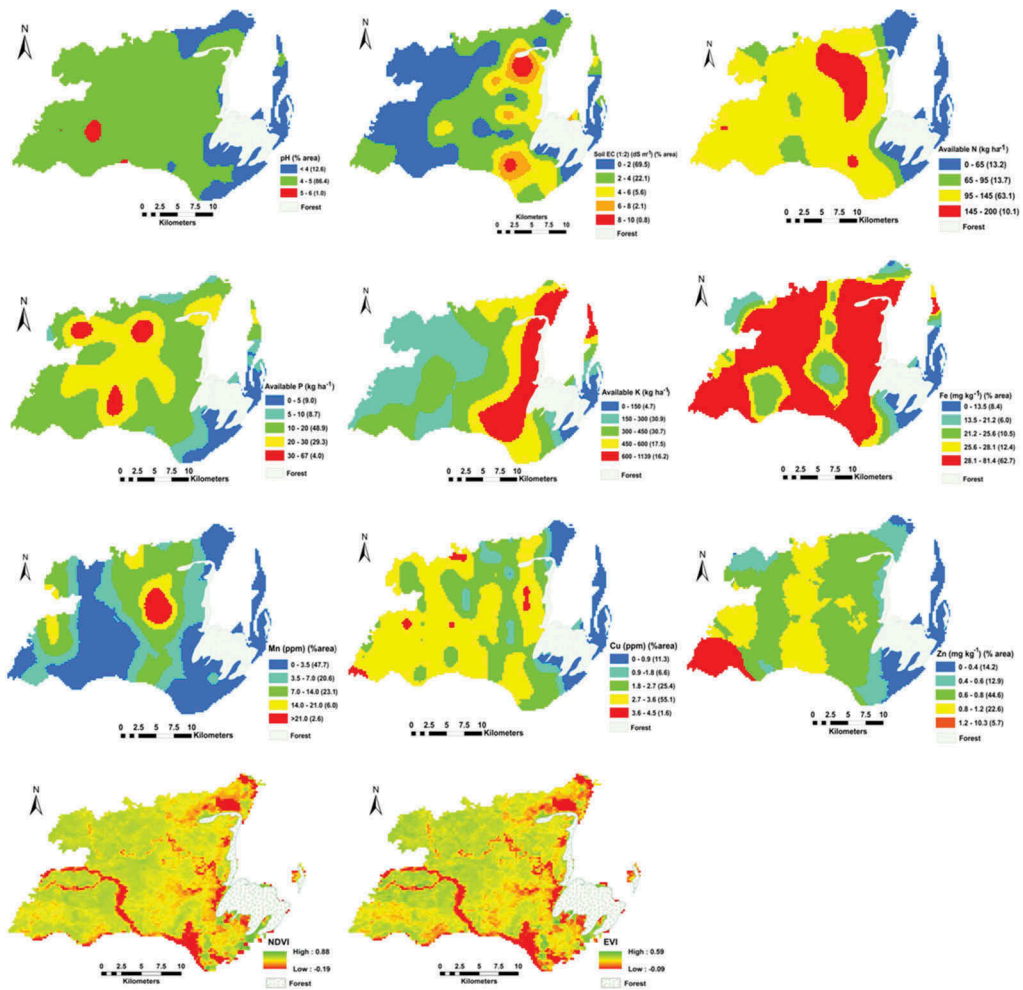 N
pH (% area)
< 4 (12.6)
4 - 5 (86.4)
5 - 6 (1.0)
Forest
0 2.5 5 7.5 10
Kilometers
N
Soil EC (1:2) (dS m⁻¹) (% area)
0 - 2 (69.5)
2 - 4 (22.1)
4 - 6 (5.6)
6 - 8 (2.1)
8 - 10 (0.8)
Forest
Kilometers
0 2.5 5 7.5 10
N
Available N (kg ha⁻¹)
0 - 65 (13.2)
65 - 95 (13.7)
95 - 145 (63.1)
145 - 200 (10.1)
Forest
0 2.5 5 7.5 10
Kilometers
N
Available P (kg ha⁻¹)
0 - 5 (9.0)
5 - 10 (8.7)
10 - 20 (48.9)
20 - 30 (29.3)
30 - 67 (4.0)
Forest
0 2.5 5 7.5 10
Kilometers
N
Available K (kg ha⁻¹)
0 - 150 (4.7)
150 - 300 (30.9)
300 - 450 (30.7)
450 - 600 (17.5)
600 - 1139 (16.2)
Forest
0 2.5 5 7.5 10
Kilometers
N
Fe (mg kg⁻¹) (% area)
0 - 13.5 (8.4)
13.5 - 21.2 (6.0)
21.2 - 25.6 (10.5)
25.6 - 28.1 (12.4)
28.1 - 81.4 (62.7)
Forest
0 2.5 5 7.5 10
Kilometers
N
Mn (ppm) (%area)
0 - 3.5 (47.7)
3.5 - 7.0 (20.6)
7.0 - 14.0 (23.1)
14.0 - 21.0 (6.0)
>21.0 (2.6)
Forest
0 2.5 5 7.5 10
Kilometers
N
Cu (ppm) (%area)
0 - 0.9 (11.3)
0.9 -1.8 (6.6)
1.8 - 2.7 (25.4)
2.7 - 3.6 (55.1)
3.6 - 4.5 (1.6)
Forest
0 2.5 5 7.5 10
Kilometers
N
Zn (mg kg⁻¹) (% area)
0 - 0.4 (14.2)
0.4 - 0.6 (12.9)
0.6 - 0.8 (44.6)
0.8 - 1.2 (22.6)
1.2 - 10.3 (5.7)
Forest
0 2.5 5 7.5 10
Kilometers
N
NDVI
High : 0.88
Low : -0.19
Forest
0 2.5 5 7.5 10
Kilometers
N
EVI
High : 0.59
Low : -0.09
Forest
0 2.5 5 7.5 10
Kilometers